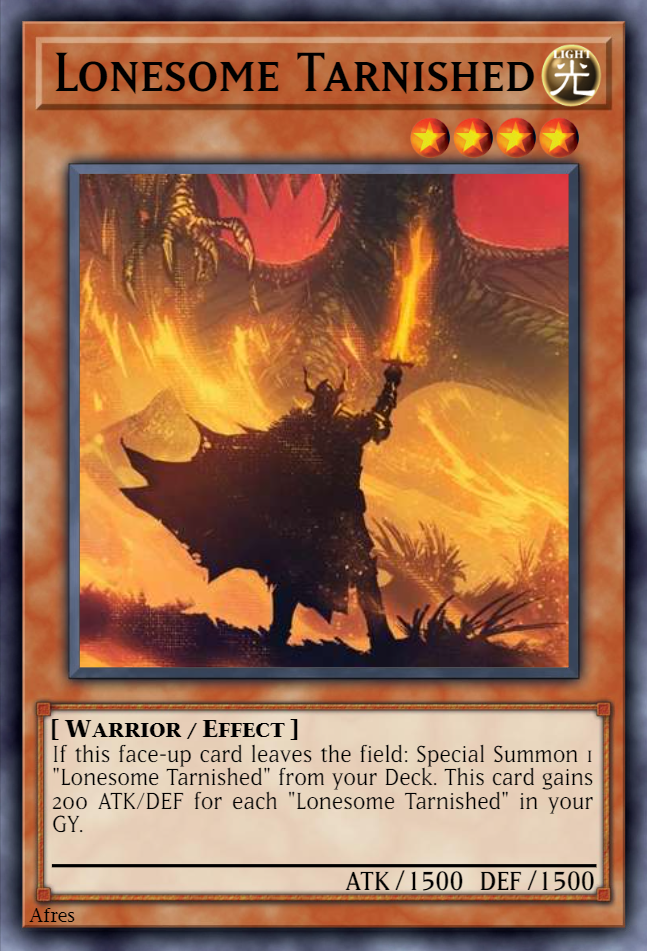 Lonesome Tarnished
LIGHT
光
[ Warrior / Effect ]
If this face-up card leaves the field: Special Summon 1
"Lonesome Tarnished" from your Deck. This card gains
200 ATK/DEF for each "Lonesome Tarnished" in your
GY.
ATK/1500 DEF/1500
Afres